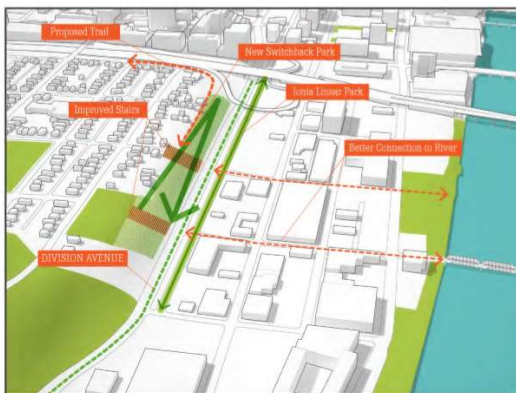 Proposed Trail
New Switchback Park
Improved Stairs
Ionia Linear Park
Better Connection to River
DIVISION AVENUE